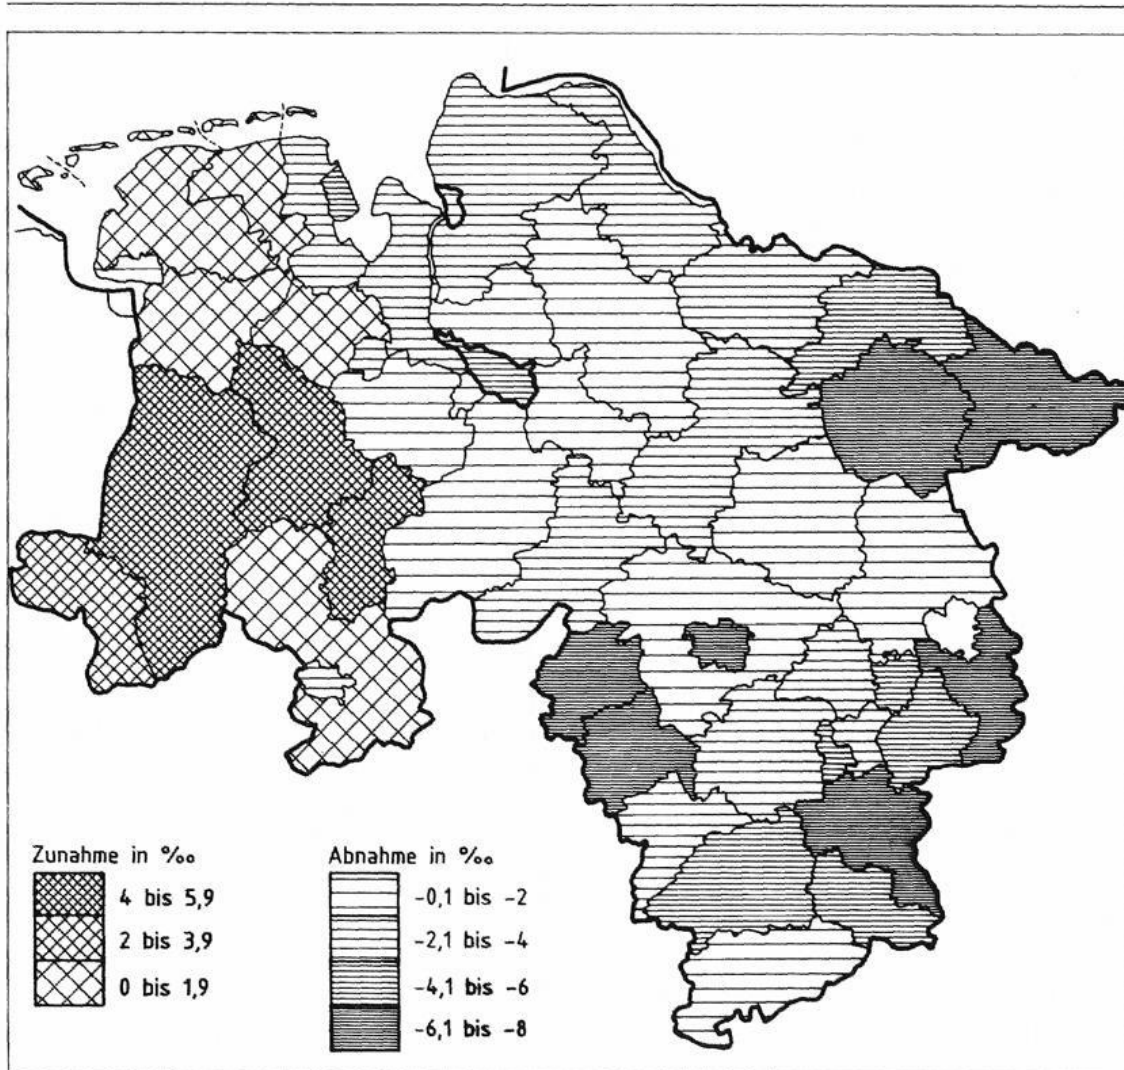 Zunahme in ‰
4 bis 5,9
2 bis 3,9
0 bis 1,9
Abnahme in ‰
-0,1 bis -2
-2,1 bis -4
-4,1 bis -6
-6,1 bis -8